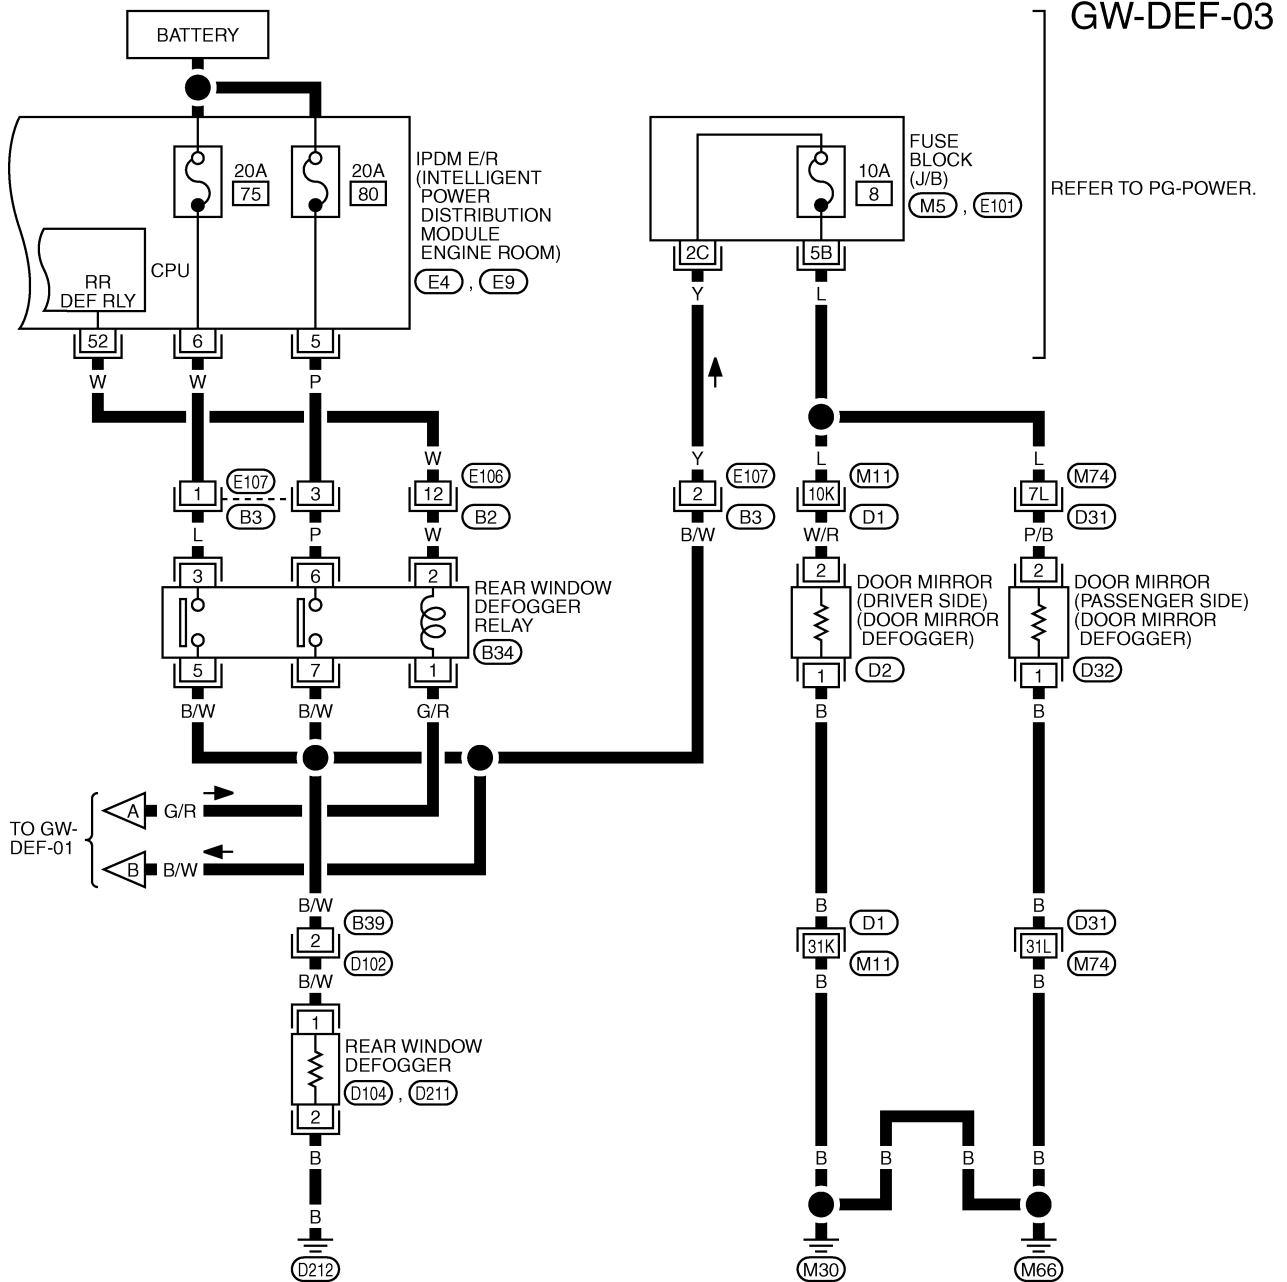 GW-DEF-03
BATTERY
20A
75
20A
80
IPDM E/R
(INTELLIGENT
POWER
DISTRIBUTION
MODULE
ENGINE ROOM)
E4 , E9
CPU
RR
DEF RLY
10A
8
FUSE
BLOCK
(J/B)
M5 , E101
REFER TO PG-POWER.
52
6
5
2C
5B
W
W
P
Y
L
W
Y
L
L
1
E107
B3
3
12
E106
B2
2
E107
B3
10K
M11
D1
7L
M74
D31
L
P
W
B/W
W/R
P/B
3
6
2
REAR WINDOW
DEFOGGER
RELAY
B34
5
7
1
2
DOOR MIRROR
(DRIVER SIDE)
(DOOR MIRROR
DEFOGGER)
D2
1
2
DOOR MIRROR
(PASSENGER SIDE)
(DOOR MIRROR
DEFOGGER)
D32
1
B/W
B/W
G/R
B
B
TO GW-
DEF-01
A
G/R
B
B/W
B/W
B
B
B39
2
D102
D1
31K
M11
D31
31L
M74
B/W
B
B
1
REAR WINDOW
DEFOGGER
D104 , D211
2
B
B
B
B
B
B
D212
M30
M66